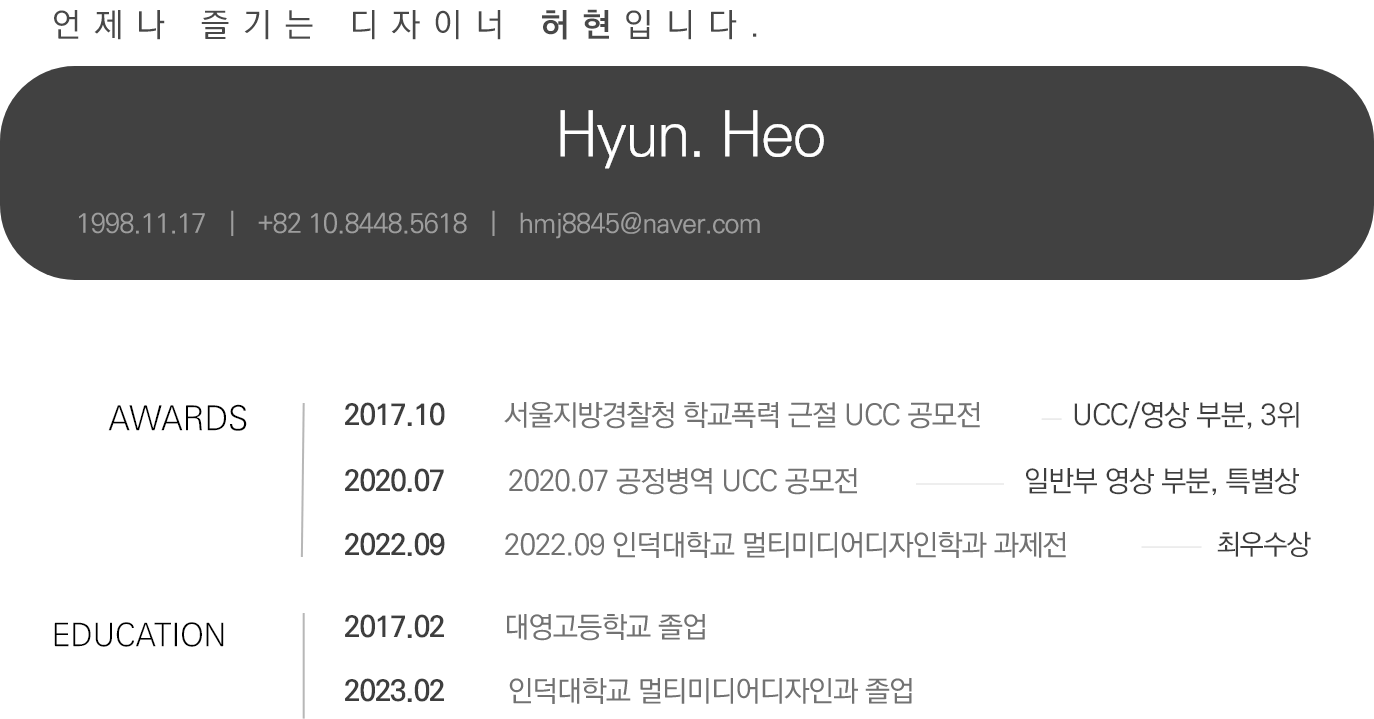 언제나 즐기는 디자이너 허현입니다.
Hyun. Heo
1998.11.17 | +82 10.8448.5618 | hmj8845@naver.com
AWARDS
2017.10 서울지방경찰청 학교폭력 근절 UCC 공모전 UCC/영상 부분, 3위
2020.07 2020.07 공정병역 UCC 공모전 일반부 영상 부분, 특별상
2022.09 2022.09 인덕대학교 멀티미디어디자인학과 과제전 최우수상
EDUCATION
2017.02 대영고등학교 졸업
2023.02 인덕대학교 멀티미디어디자인과 졸업